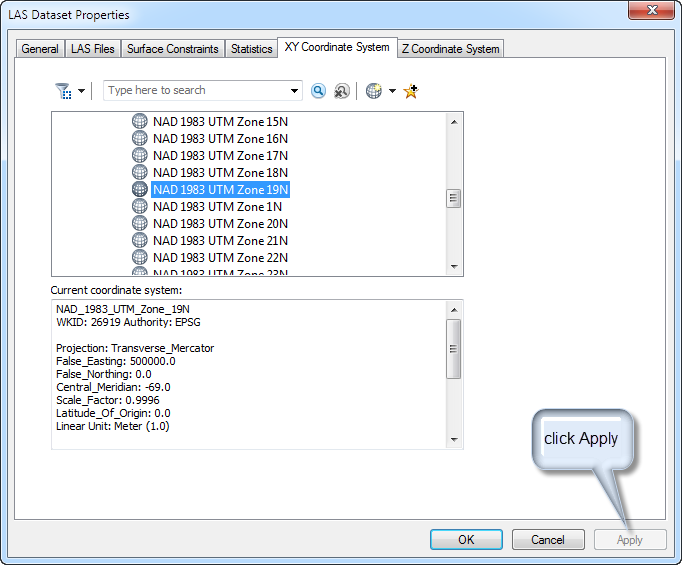 LAS Dataset Properties
General
LAS Files
Surface Constraints
Statistics
XY Coordinate System
Z Coordinate System
Type here to search
NAD 1983 UTM Zone 15N
NAD 1983 UTM Zone 16N
NAD 1983 UTM Zone 17N
NAD 1983 UTM Zone 18N
NAD 1983 UTM Zone 19N
NAD 1983 UTM Zone 1N
NAD 1983 UTM Zone 20N
NAD 1983 UTM Zone 21N
NAD 1983 UTM Zone 22N
NAD 1983 UTM Zone 23N
Current coordinate system:
NAD_1983_UTM_Zone_19N
WKID: 26919 Authority: EPSG
Projection: Transverse_Mercator
False_Easting: 500000.0
False_Northing: 0.0
Central_Meridian: -69.0
Scale_Factor: 0.9996
Latitude_Of_Origin: 0.0
Linear Unit: Meter (1.0)
click Apply
OK
Cancel
Apply